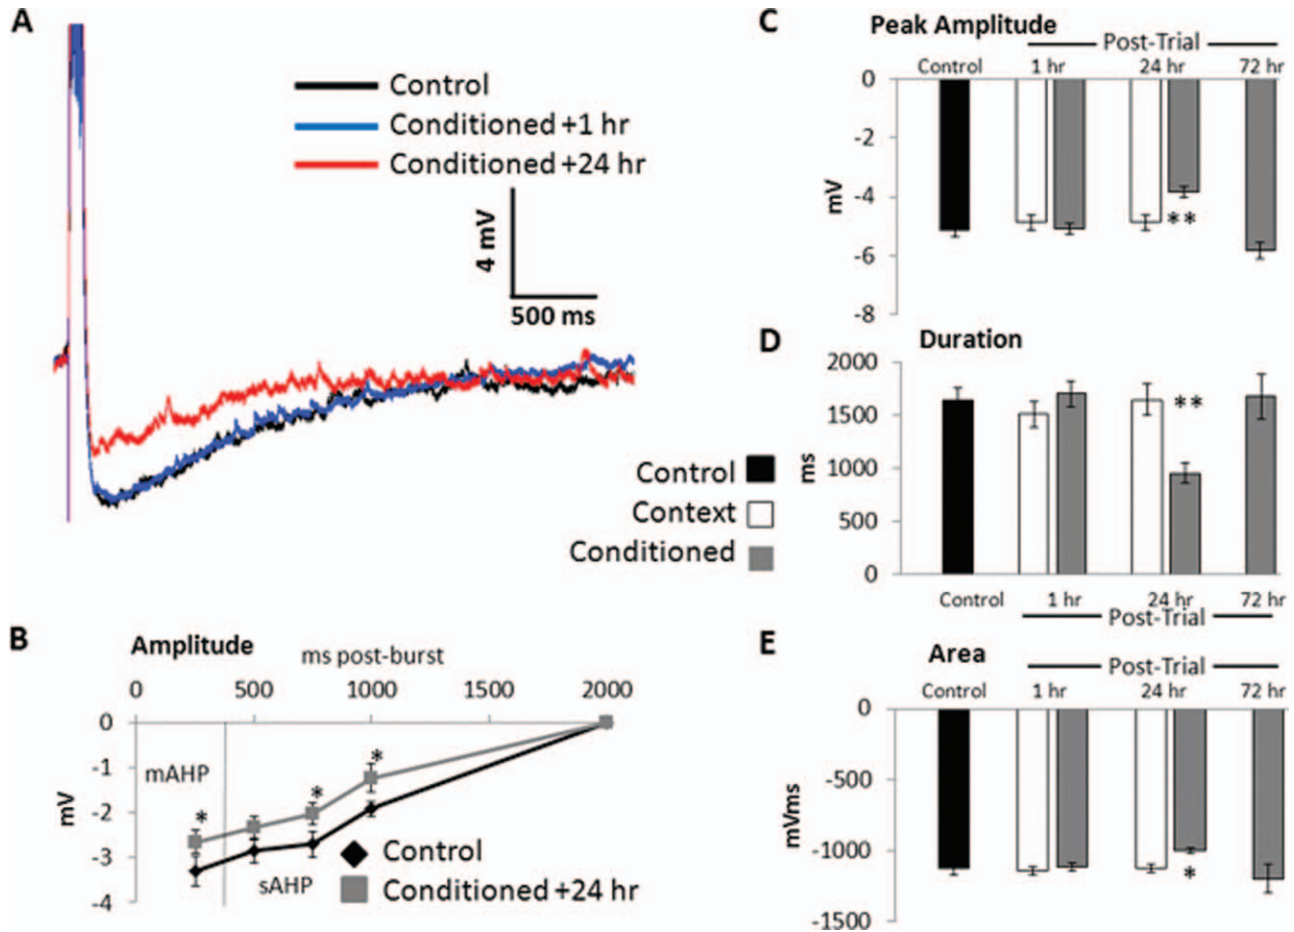 A
Control
Conditioned +1 hr
Conditioned +24 hr
4 mV
500 ms
Control
Context
Conditioned
B
Amplitude
ms post-burst
0 500 1000 1500 2000
0
-1
-2
-3
-4
mV
mAHP
sAHP
*
*
*
Control
Conditioned +24 hr
C
Peak Amplitude
Post-Trial
Control 1 hr 24 hr 72 hr
0
-2
-4
-6
-8
mV
**
D
Duration
2000
1500
1000
500
0
ms
**
Control 1 hr 24 hr 72 hr
Post-Trial
E
Area
Post-Trial
Control 1 hr 24 hr 72 hr
0
-500
-1000
-1500
mVms
*